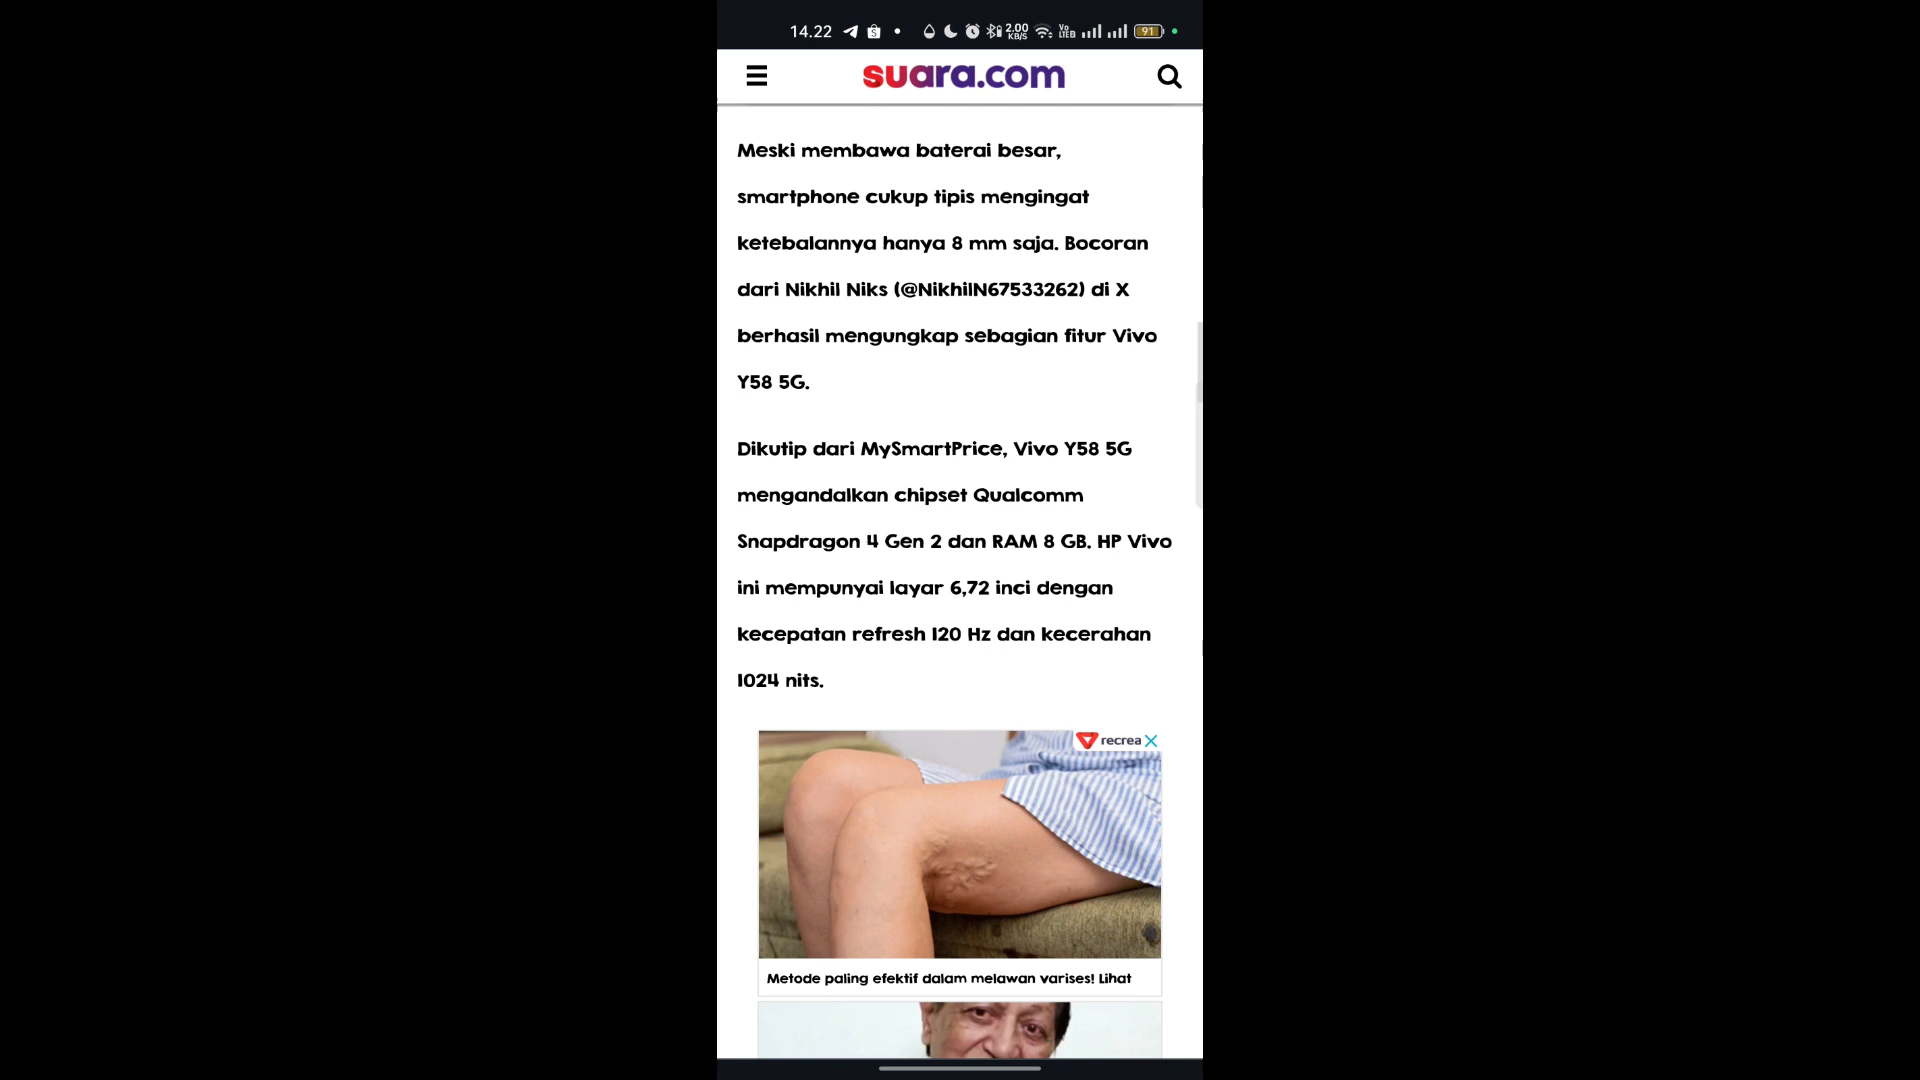 14.22
2.00
KB/S
Vo
LTE
91
suara.com
Meski membawa baterai besar,
smartphone cukup tipis mengingat
ketebalannya hanya 8 mm saja. Bocoran
dari Nikhil Niks (@NikhilN67533262) di X
berhasil mengungkap sebagian fitur Vivo
Y58 5G.
Dikutip dari MySmartPrice, Vivo Y58 5G
mengandalkan chipset Qualcomm
Snapdragon 4 Gen 2 dan RAM 8 GB. HP Vivo
ini mempunyai layar 6,72 inci dengan
kecepatan refresh 120 Hz dan kecerahan
1024 nits.
recrea
Metode paling efektif dalam melawan varises! Lihat